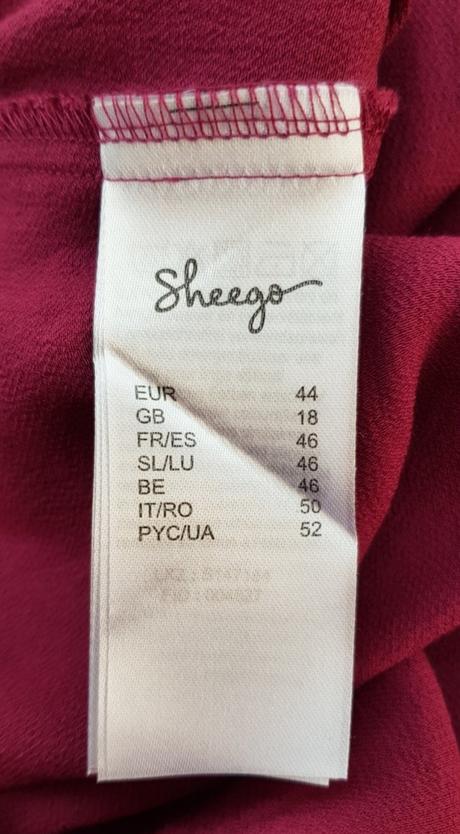 Sheego
EUR 44
GB 18
FR/ES 46
SL/LU 46
BE 46
IT/RO 50
PYC/UA 52